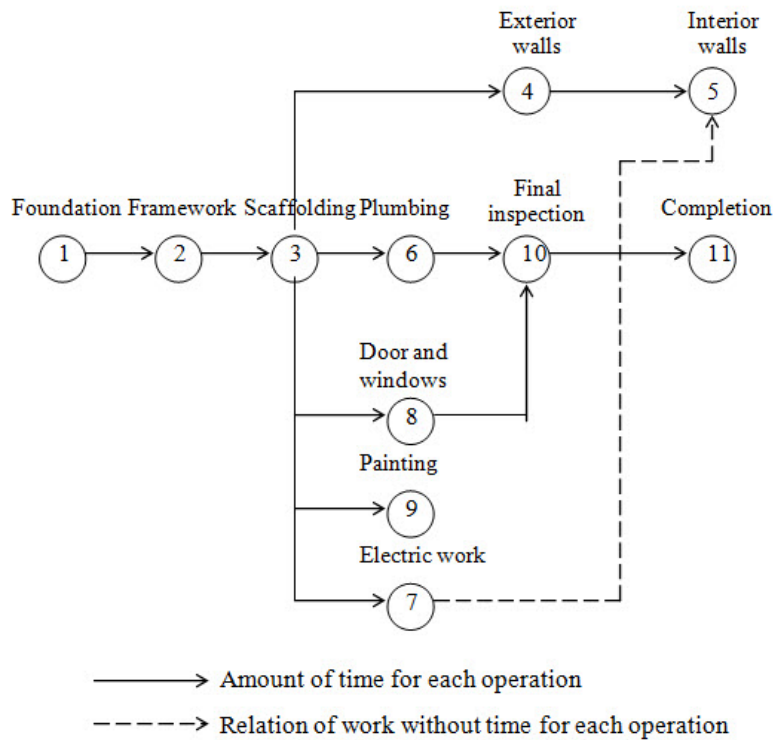 Exterior
walls
Interior
walls
4
5
Foundation Framework Scaffolding Plumbing
Final
inspection
Completion
1
2
3
6
10
11
Door and
windows
8
Painting
9
Electric work
7
Amount of time for each operation
Relation of work without time for each operation